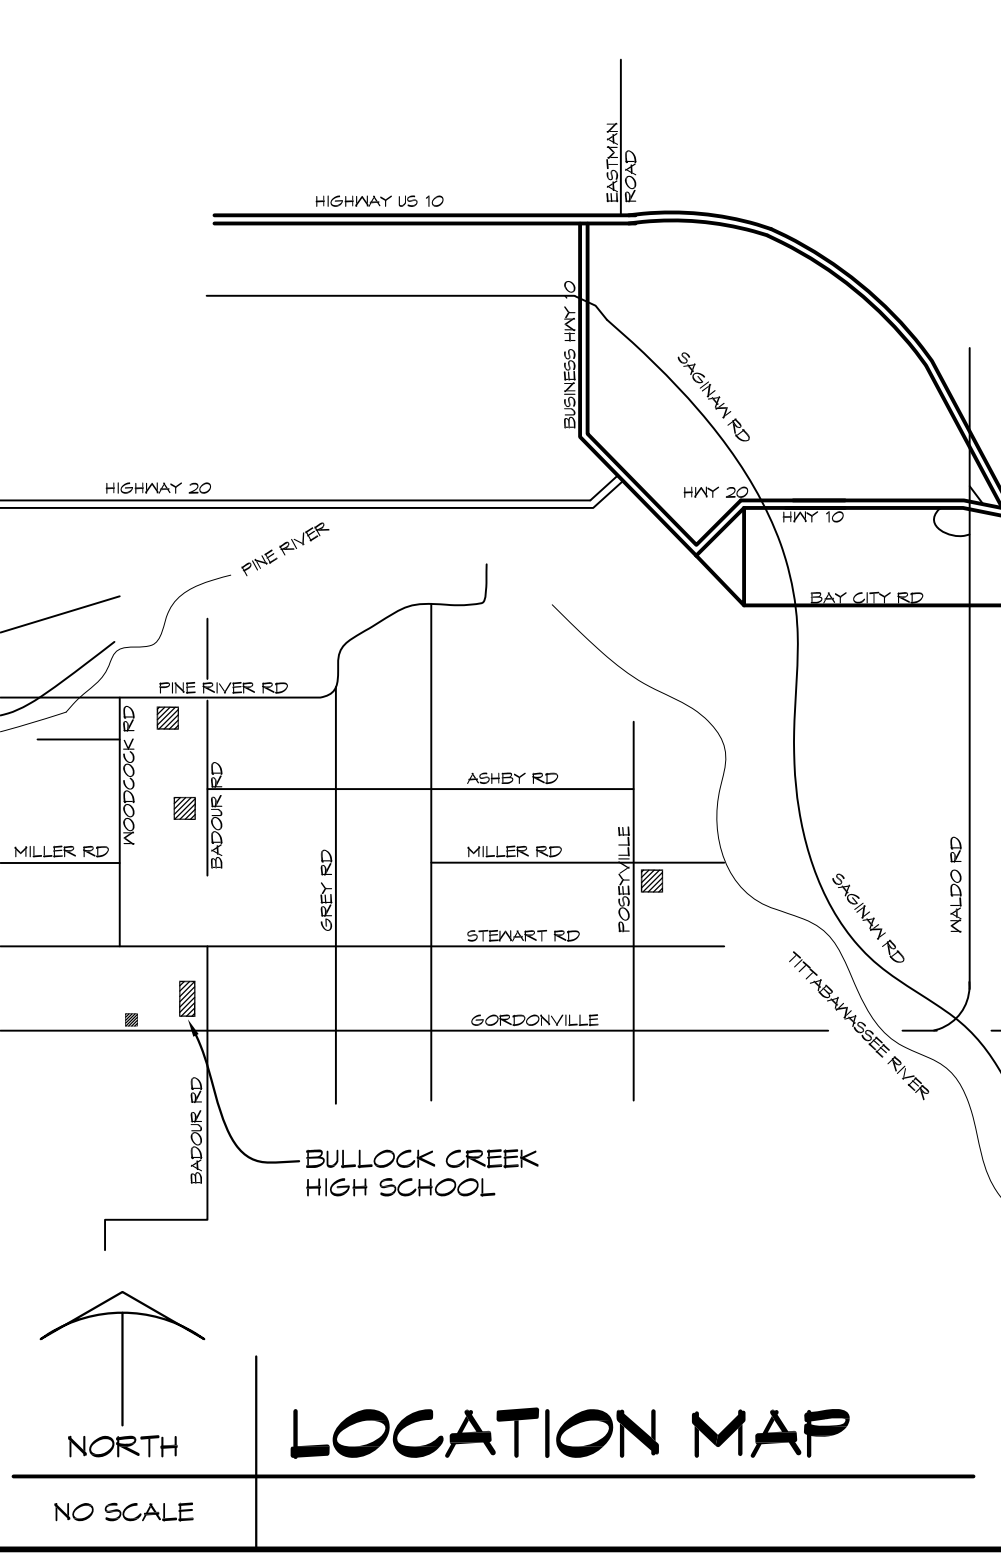 EASTMAN
ROAD
HIGHWAY US 10
BUSINESS HWY 10
SAGINAW RD
HIGHWAY 20
HWY 20
HWY 10
PINE RIVER
BAY CITY RD
PINE RIVER RD
WOODCOCK RD
BADOUR RD
ASHBY RD
MILLER RD
MILLER RD
GREY RD
POSEYVILLE
WALDO RD
SAGINAW RD
STEWART RD
TITTABAWASSEE RIVER
GORDONVILLE
BADOUR RD
BULLOCK CREEK
HIGH SCHOOL
NORTH
LOCATION MAP
NO SCALE